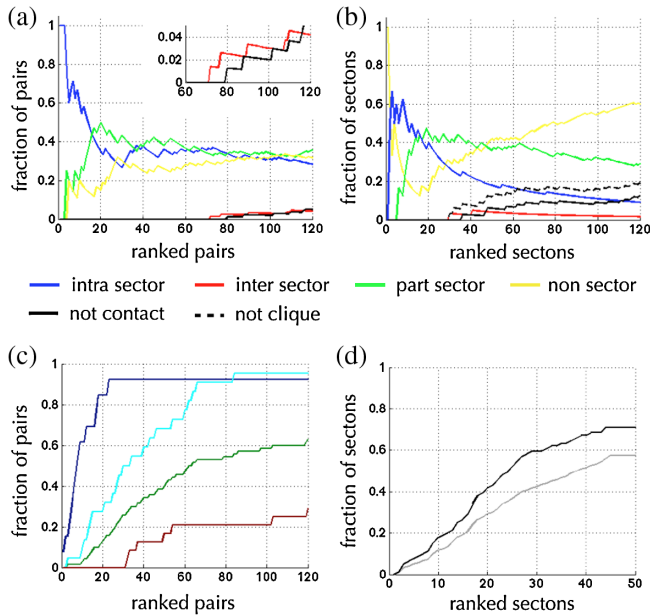 (a)
fraction of pairs
1
0.8
0.6
0.4
0.2
0
0 20 40 60 80 100 120
ranked pairs
0.04
0.02
0
60 80 100 120
(b)
fraction of sectons
1
0.8
0.6
0.4
0.2
0
0 20 40 60 80 100 120
ranked sectons
intra sector inter sector part sector non sector
not contact not clique
(c)
fraction of pairs
1
0.8
0.6
0.4
0.2
0
0 20 40 60 80 100 120
ranked pairs
(d)
fraction of sectons
1
0.8
0.6
0.4
0.2
0
0 10 20 30 40 50
ranked sectons